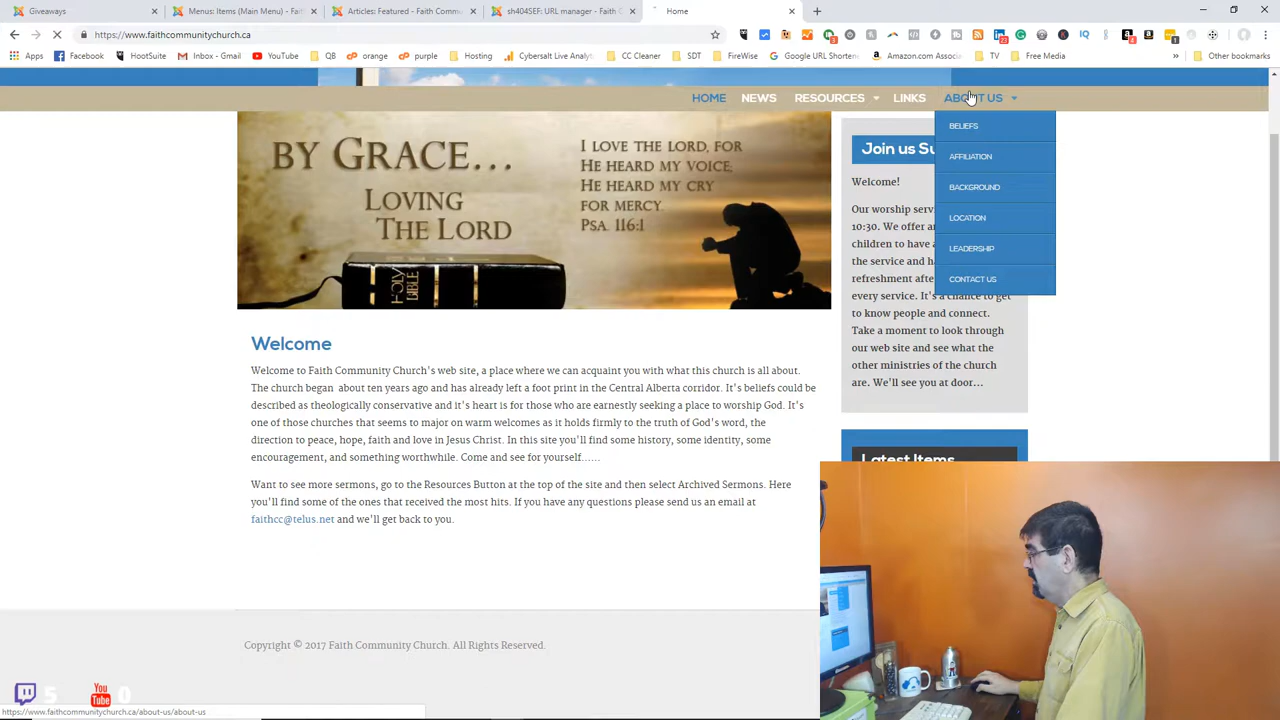 Giveaways
Menus: Items (Main Menu) - Fait
Articles: Featured - Faith Comm
sh404SEF: URL manager - Faith C
Home
https://www.faithcommunitychurch.ca
Apps
Facebook
HootSuite
Inbox - Gmail
YouTube
QB
orange
purple
Hosting
Cybersalt Developme
CC Cleaner
SDT
FireWise
Google URL Shortene
Amazon.com Associa
TV
Free Media
Other bookmarks
HOME
NEWS
RESOURCES
LINKS
ABOUT US
BELIEFS
AFFILIATION
BACKGROUND
LOCATION
LEADERSHIP
CONTACT US
BY GRACE…
LOVING
THE LORD
I LOVE THE LORD, FOR
HE HEARD MY VOICE;
HE HEARD MY CRY
FOR MERCY.
PSA. 116:1
HOLY BIBLE
Join us Su
Welcome!
Our worship servi
10:30. We offer an
children to have a
the service and ha
refreshment afte
every service. It's a chance to get
to know people and connect.
Take a moment to look through
our web site and see what the
other ministries of the church
are. We'll see you at door...
Latest Items
Welcome
Welcome to Faith Community Church's web site, a place where we can acquaint you with what this church is all about.
The church began about ten years ago and has already left a foot print in the Central Alberta corridor. It's beliefs could be
described as theologically conservative and it's heart is for those who are earnestly seeking a place to worship God. It's
one of those churches that seems to major on warm welcomes as it holds firmly to the truth of God's word, the
direction to peace, hope, faith and love in Jesus Christ. In this site you'll find some history, some identity, some
encouragement, and something worthwhile. Come and see for yourself......
Want to see more sermons, go to the Resources Button at the top of the site and then select Archived Sermons. Here
you'll find some of the ones that received the most hits. If you have any questions please send us an email at
faithcc@telus.net and we'll get back to you.
Copyright © 2017 Faith Community Church. All Rights Reserved.
5
You
Tube
0
https://www.faithcommunitychurch.ca/about-us/about-us